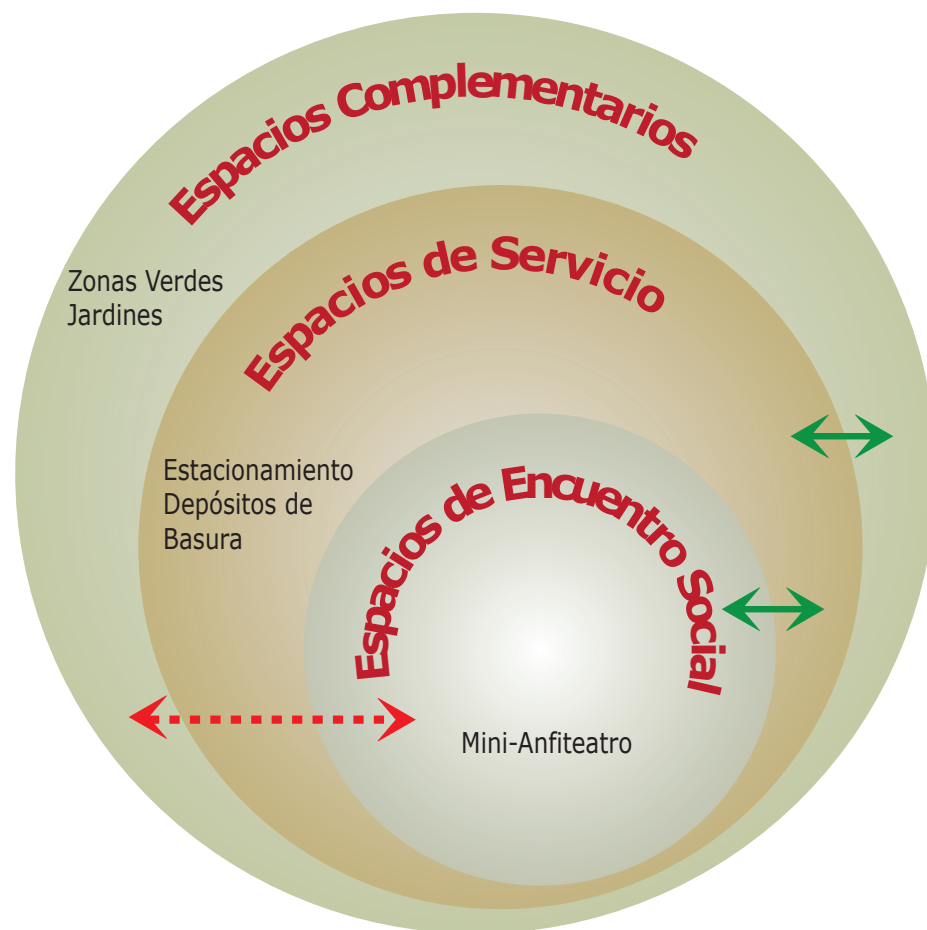 Espacios Complementarios
Espacios de Servicio
Zonas Verdes
Jardines
Estacionamiento
Depósitos de
Basura
Espacios de Encuentro Social
Mini-Anfiteatro